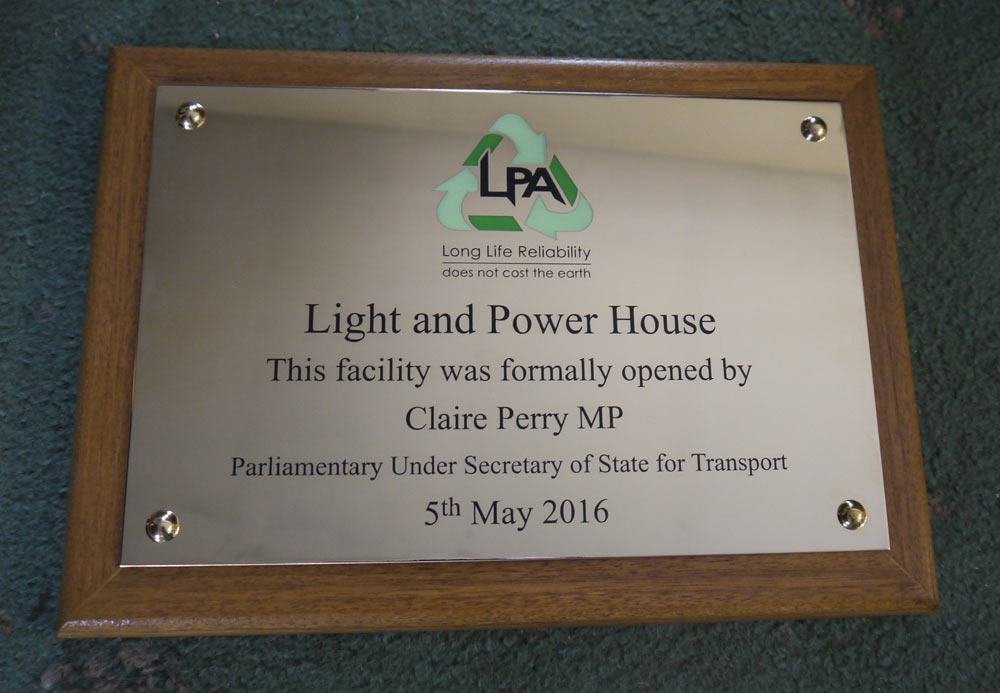 LPA
Long Life Reliability
does not cost the earth
Light and Power House
This facility was formally opened by
Claire Perry MP
Parliamentary Under Secretary of State for Transport
5th May 2016